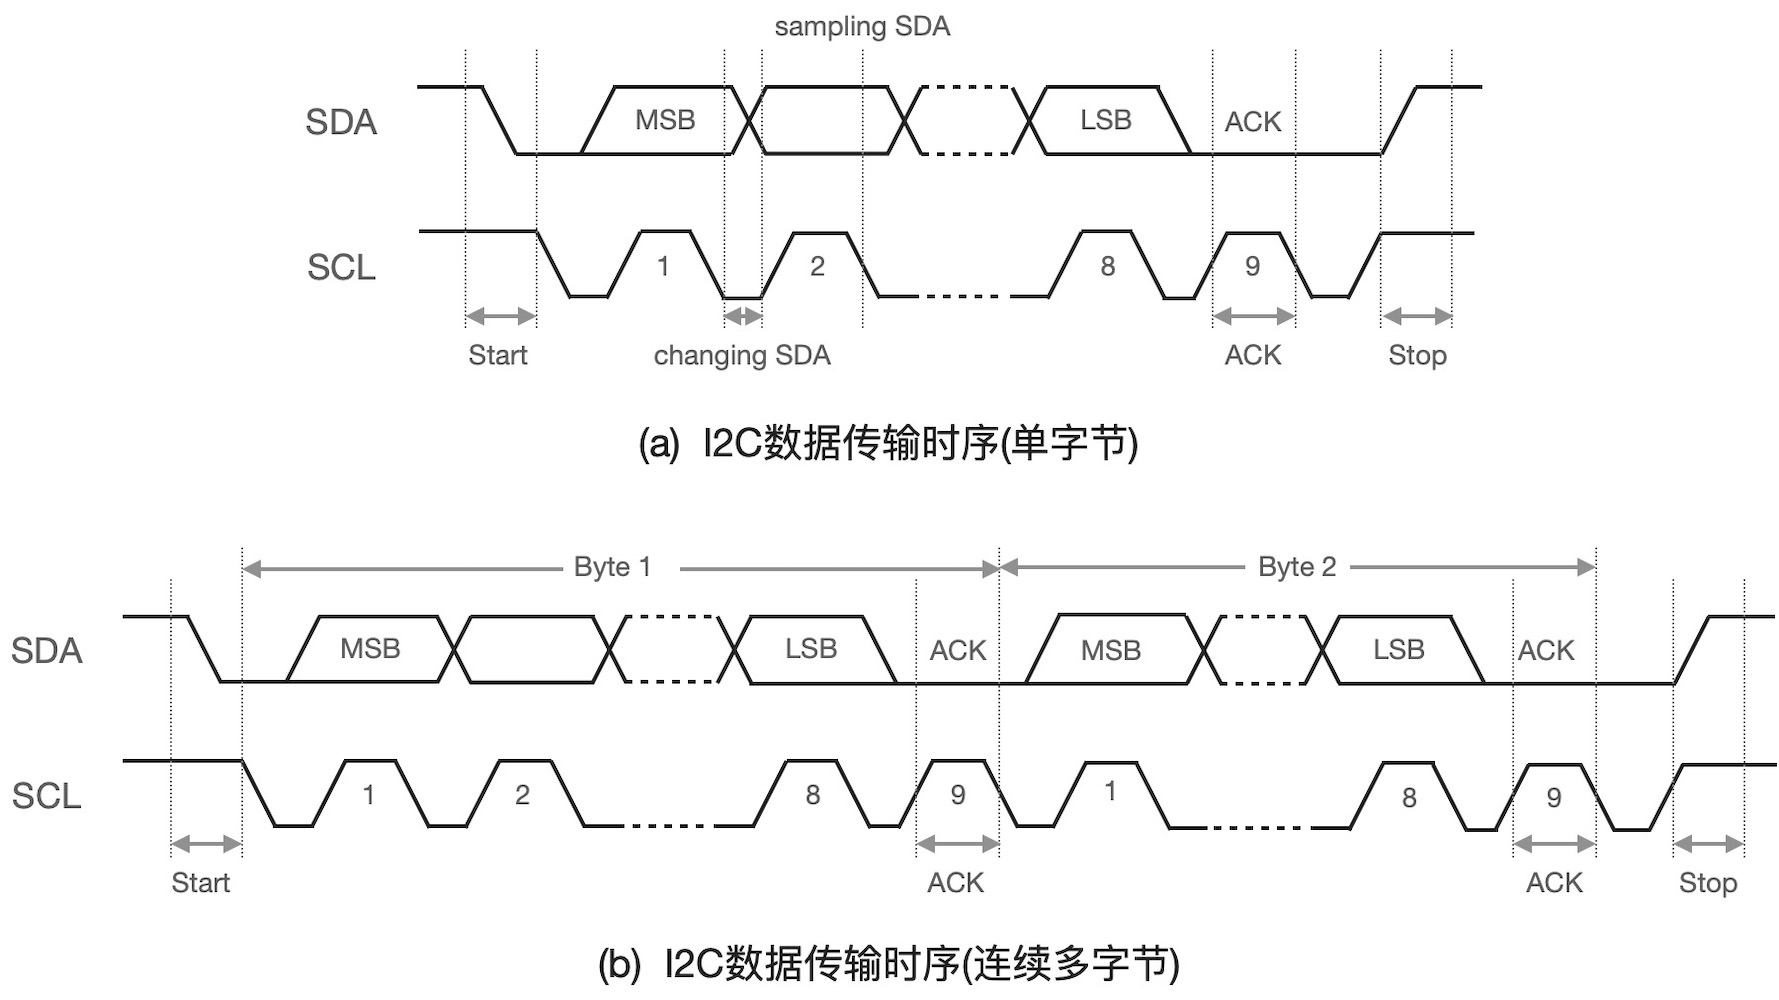 sampling SDA
SDA MSB LSB ACK
SCL 1 2 8 9
Start changing SDA ACK Stop
(a) I2C数据传输时序(单字节)
Byte 1 Byte 2
SDA MSB LSB ACK MSB LSB ACK
SCL 1 2 8 9 1 8 9
Start ACK ACK Stop
(b) I2C数据传输时序(连续多字节)